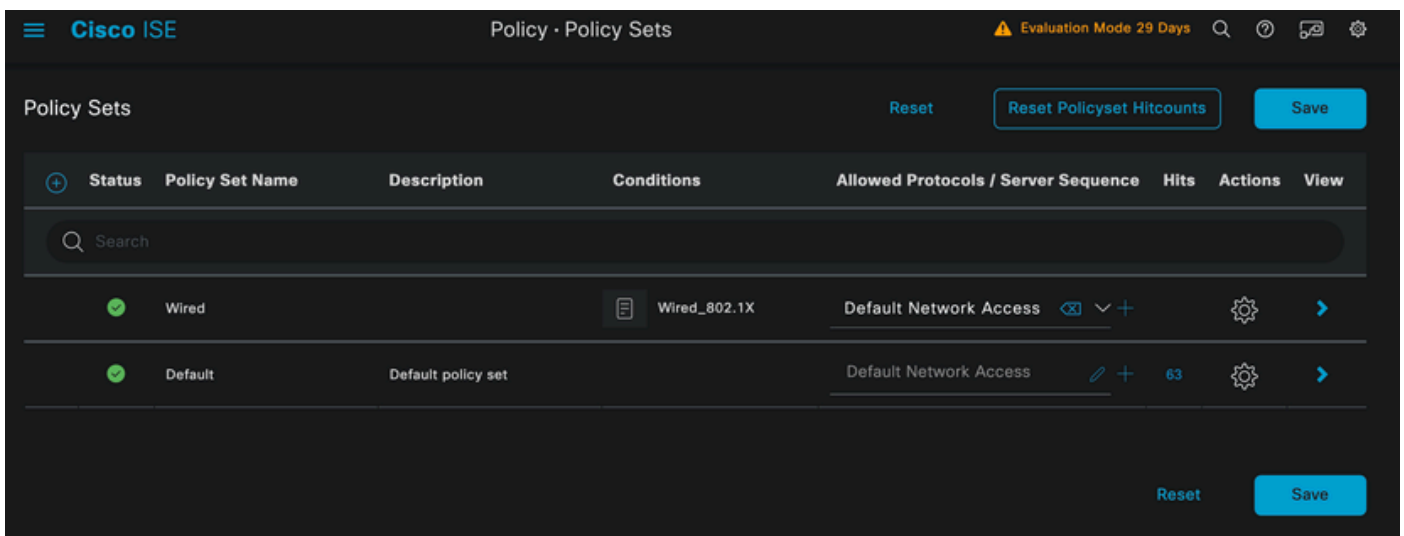 Cisco ISE Policy · Policy Sets Evaluation Mode 29 Days
Policy Sets Reset Reset Policyset Hitcounts Save
Status Policy Set Name Description Conditions Allowed Protocols / Server Sequence Hits Actions View
Search
Wired Wired_802.1X Default Network Access
Default Default policy set Default Network Access 63
Reset Save